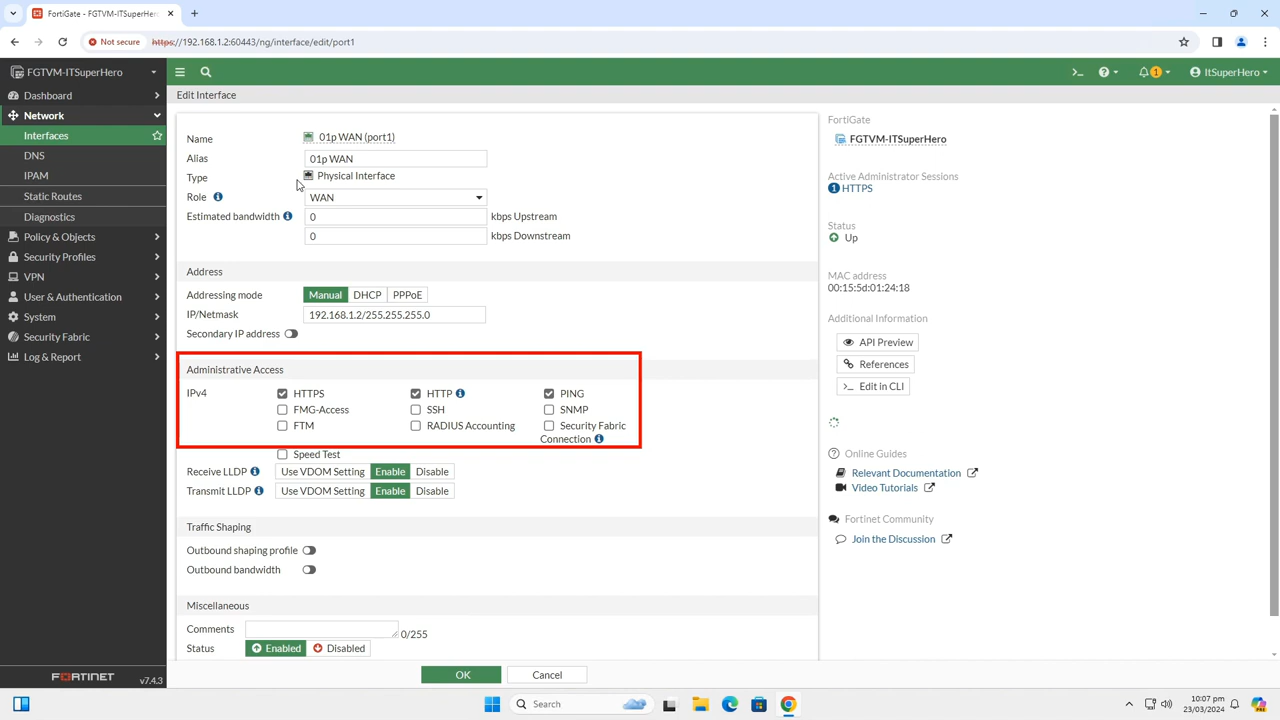 FortiGate - FGTVM-ITSuperHero
Not secure
https://192.168.1.2:60443/ng/interface/edit/port1
FGTVM-ITSuperHero
1
ItSuperHero
Dashboard
Network
Interfaces
DNS
IPAM
Static Routes
Diagnostics
Policy & Objects
Security Profiles
VPN
User & Authentication
System
Security Fabric
Log & Report
FORTINET
v7.4.3
Edit Interface
Name 01p WAN (port1)
Alias 01p WAN
Type Physical Interface
Role WAN
Estimated bandwidth 0 kbps Upstream
0 kbps Downstream
Address
Addressing mode Manual DHCP PPPoE
IP/Netmask 192.168.1.2/255.255.255.0
Secondary IP address
Administrative Access
IPv4 HTTPS HTTP PING
FMG-Access SSH SNMP
FTM RADIUS Accounting Security Fabric
Connection
Speed Test
Receive LLDP Use VDOM Setting Enable Disable
Transmit LLDP Use VDOM Setting Enable Disable
Traffic Shaping
Outbound shaping profile
Outbound bandwidth
Miscellaneous
Comments 0/255
Status Enabled Disabled
OK Cancel
FortiGate
FGTVM-ITSuperHero
Active Administrator Sessions
1 HTTPS
Status
Up
MAC address
00:15:5d:01:24:18
Additional Information
API Preview
References
>_ Edit in CLI
Online Guides
Relevant Documentation
Video Tutorials
Fortinet Community
Join the Discussion
Search
10:07 pm
23/03/2024